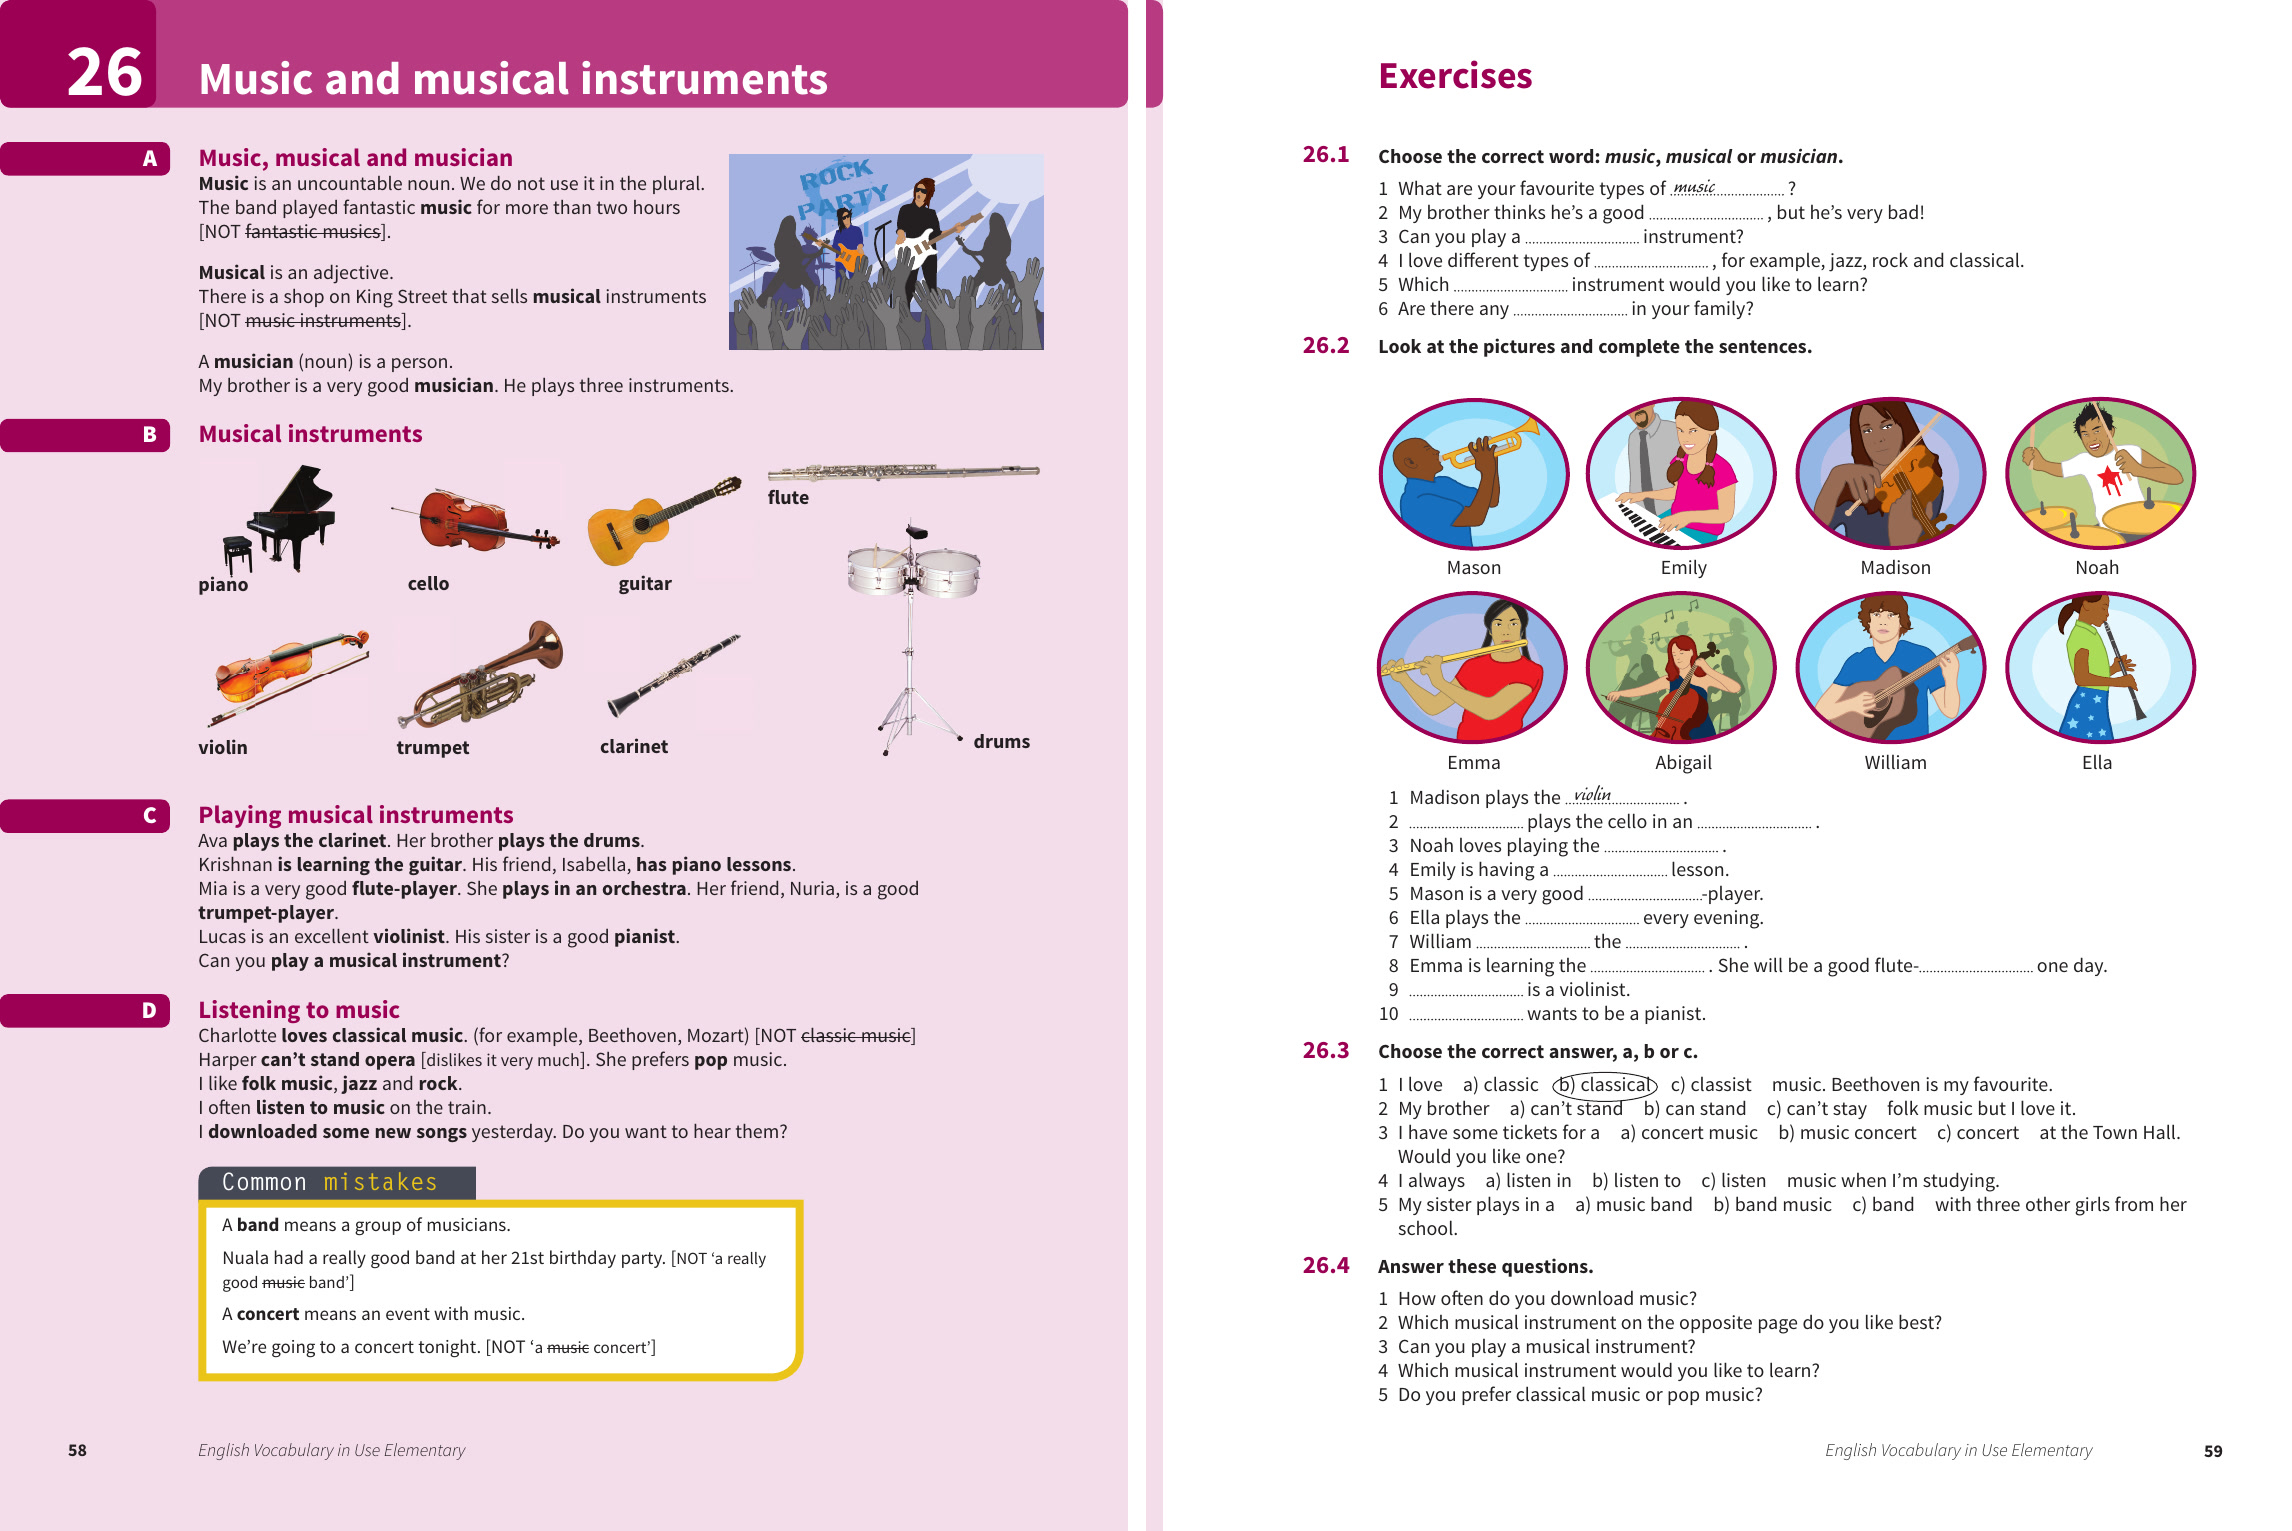 26 Music and musical instruments
A Music, musical and musician
Music is an uncountable noun. We do not use it in the plural.
The band played fantastic music for more than two hours
[NOT fantastic musics].
Musical is an adjective.
There is a shop on King Street that sells musical instruments
[NOT music instruments].
A musician (noun) is a person.
My brother is a very good musician. He plays three instruments.
ROCK
PARTY
B Musical instruments
piano
cello
guitar
flute
violin
trumpet
clarinet
drums
C Playing musical instruments
Ava plays the clarinet. Her brother plays the drums.
Krishnan is learning the guitar. His friend, Isabella, has piano lessons.
Mia is a very good flute-player. She plays in an orchestra. Her friend, Nuria, is a good
trumpet-player.
Lucas is an excellent violinist. His sister is a good pianist.
Can you play a musical instrument?
D Listening to music
Charlotte loves classical music. (for example, Beethoven, Mozart) [NOT classic music]
Harper can't stand opera [dislikes it very much]. She prefers pop music.
I like folk music, jazz and rock.
I often listen to music on the train.
I downloaded some new songs yesterday. Do you want to hear them?
Common mistakes
A band means a group of musicians.
Nuala had a really good band at her 21st birthday party. [NOT ‘a really
good music band’]
A concert means an event with music.
We’re going to a concert tonight. [NOT ‘a music concert’]
58 English Vocabulary in Use Elementary
Exercises
26.1 Choose the correct word: music, musical or musician.
1 What are your favourite types of music ?
2 My brother thinks he’s a good .............................. , but he’s very bad!
3 Can you play a .............................. instrument?
4 I love different types of .............................. , for example, jazz, rock and classical.
5 Which .............................. instrument would you like to learn?
6 Are there any .............................. in your family?
26.2 Look at the pictures and complete the sentences.
Mason Emily Madison Noah
Emma Abigail William Ella
1 Madison plays the violin .
2 .............................. plays the cello in an .............................. .
3 Noah loves playing the .............................. .
4 Emily is having a .............................. lesson.
5 Mason is a very good ..............................-player.
6 Ella plays the .............................. every evening.
7 William .............................. the .............................. .
8 Emma is learning the .............................. . She will be a good flute-.............................. one day.
9 .............................. is a violinist.
10 .............................. wants to be a pianist.
26.3 Choose the correct answer, a, b or c.
1 I love a) classic b) classical c) classist music. Beethoven is my favourite.
2 My brother a) can’t stand b) can stand c) can’t stay folk music but I love it.
3 I have some tickets for a a) concert music b) music concert c) concert at the Town Hall.
Would you like one?
4 I always a) listen in b) listen to c) listen music when I’m studying.
5 My sister plays in a a) music band b) band music c) band with three other girls from her
school.
26.4 Answer these questions.
1 How often do you download music?
2 Which musical instrument on the opposite page do you like best?
3 Can you play a musical instrument?
4 Which musical instrument would you like to learn?
5 Do you prefer classical music or pop music?
English Vocabulary in Use Elementary 59